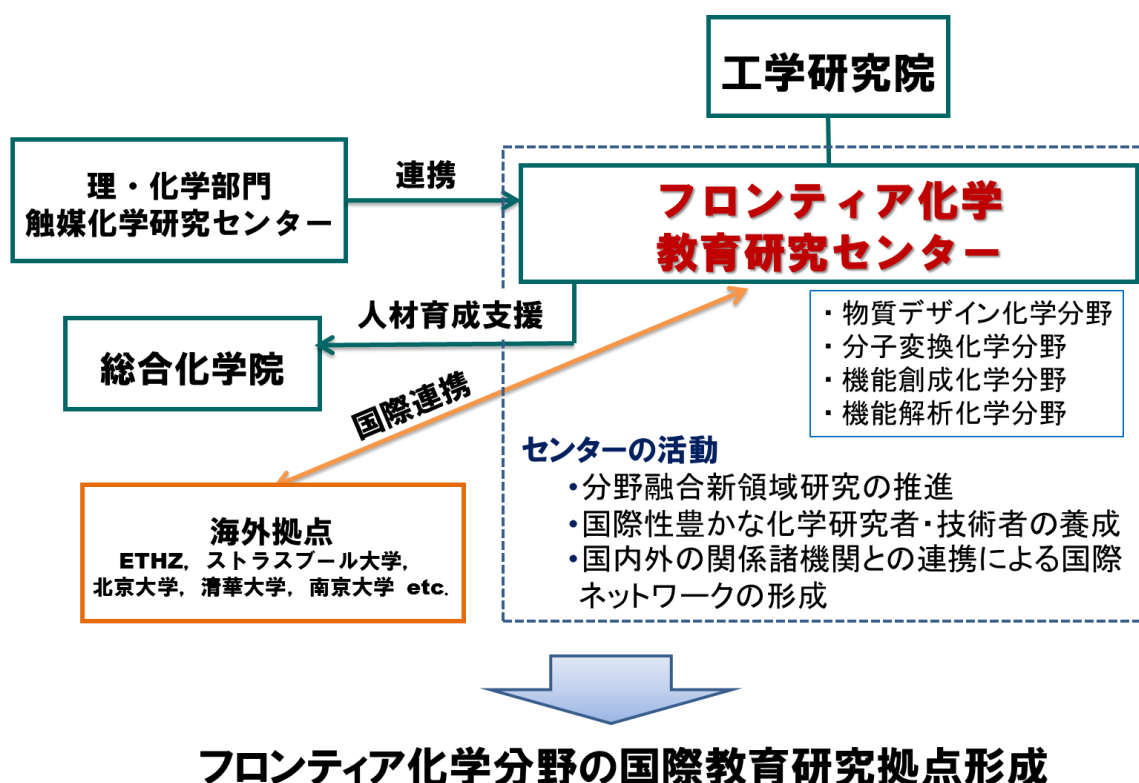 工学研究院
理・化学部門
触媒化学研究センター
連携
フロンティア化学
教育研究センター
人材育成支援
総合化学院
国際連携
・物質デザイン化学分野
・分子変換化学分野
・機能創成化学分野
・機能解析化学分野
センターの活動
•分野融合新領域研究の推進
•国際性豊かな化学研究者・技術者の養成
•国内外の関係諸機関との連携による国際
ネットワークの形成
海外拠点
ETHZ, ストラスブール大学,
北京大学, 清華大学, 南京大学 etc.
フロンティア化学分野の国際教育研究拠点形成